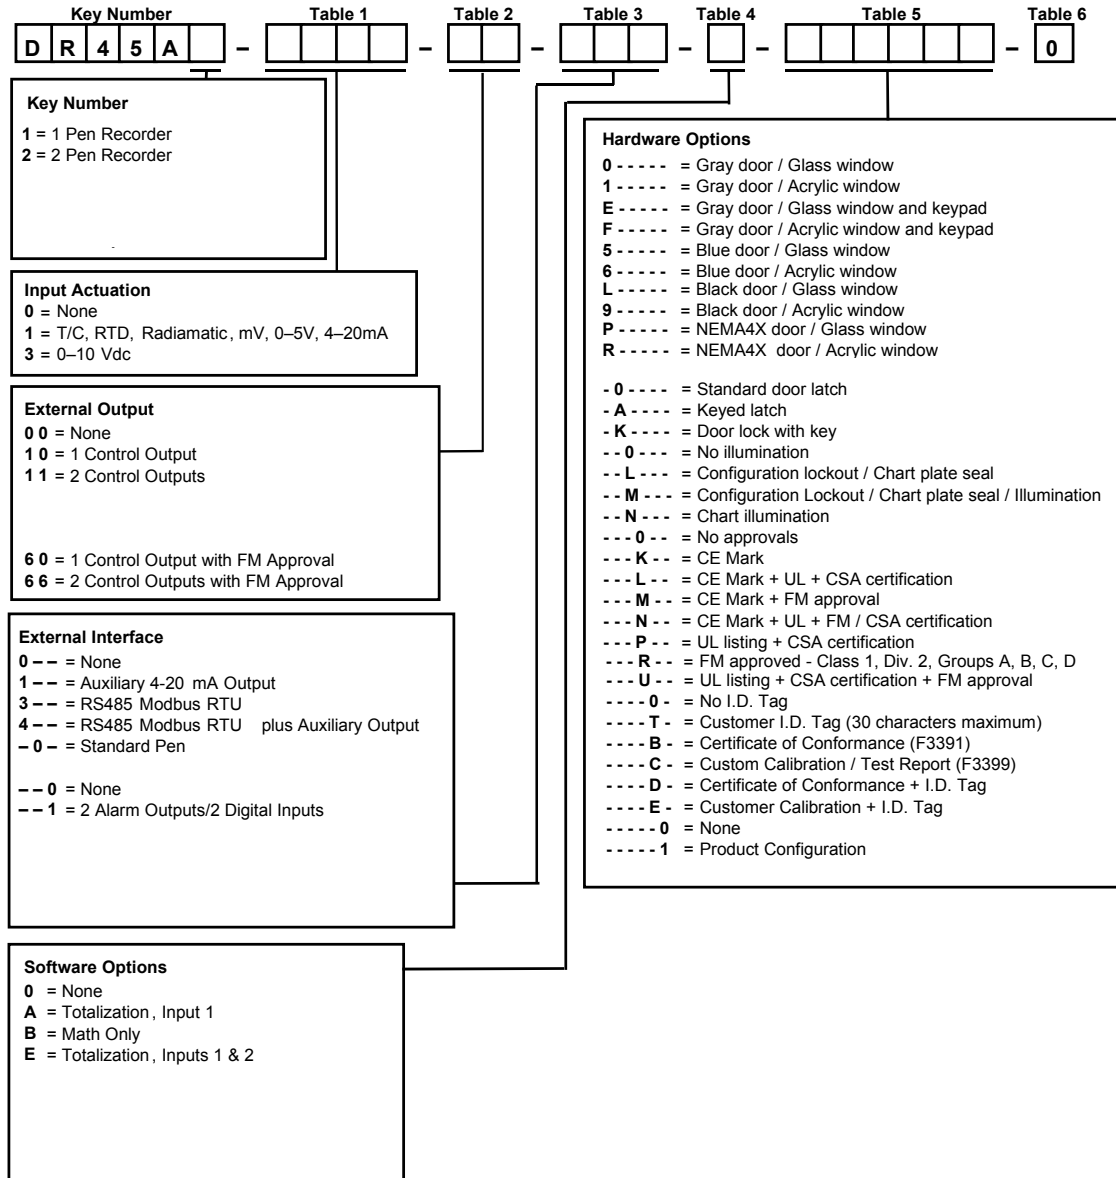 Key Number Table 1 Table 2 Table 3 Table 4 Table 5 Table 6
D R 4 5 A – – – – – – 0
Key Number
1 = 1 Pen Recorder
2 = 2 Pen Recorder
Input Actuation
0 = None
1 = T/C, RTD, Radiamatic, mV, 0–5V, 4–20mA
3 = 0–10 Vdc
External Output
0 0 = None
1 0 = 1 Control Output
1 1 = 2 Control Outputs
6 0 = 1 Control Output with FM Approval
6 6 = 2 Control Outputs with FM Approval
External Interface
0 – – = None
1 – – = Auxiliary 4-20 mA Output
3 – – = RS485 Modbus RTU
4 – – = RS485 Modbus RTU plus Auxiliary Output
– 0 – = Standard Pen
– – 0 = None
– – 1 = 2 Alarm Outputs/2 Digital Inputs
Software Options
0 = None
A = Totalization, Input 1
B = Math Only
E = Totalization, Inputs 1 & 2
Hardware Options
0 - - - - - = Gray door / Glass window
1 - - - - - = Gray door / Acrylic window
E - - - - - = Gray door / Glass window and keypad
F - - - - - = Gray door / Acrylic window and keypad
5 - - - - - = Blue door / Glass window
6 - - - - - = Blue door / Acrylic window
L - - - - - = Black door / Glass window
9 - - - - - = Black door / Acrylic window
P - - - - - = NEMA4X door / Glass window
R - - - - - = NEMA4X door / Acrylic window
- 0 - - - - = Standard door latch
- A - - - - = Keyed latch
- K - - - - = Door lock with key
- - 0 - - - = No illumination
- - L - - - = Configuration lockout / Chart plate seal
- - M - - - = Configuration Lockout / Chart plate seal / Illumination
- - N - - - = Chart illumination
- - - 0 - - = No approvals
- - - K - - = CE Mark
- - - L - - = CE Mark + UL + CSA certification
- - - M - - = CE Mark + FM approval
- - - N - - = CE Mark + UL + FM / CSA certification
- - - P - - = UL listing + CSA certification
- - - R - - = FM approved - Class 1, Div. 2, Groups A, B, C, D
- - - U - - = UL listing + CSA certification + FM approval
- - - - 0 - = No I.D. Tag
- - - - T - = Customer I.D. Tag (30 characters maximum)
- - - - B - = Certificate of Conformance (F3391)
- - - - C - = Custom Calibration / Test Report (F3399)
- - - - D - = Certificate of Conformance + I.D. Tag
- - - - E - = Customer Calibration + I.D. Tag
- - - - - 0 = None
- - - - - 1 = Product Configuration